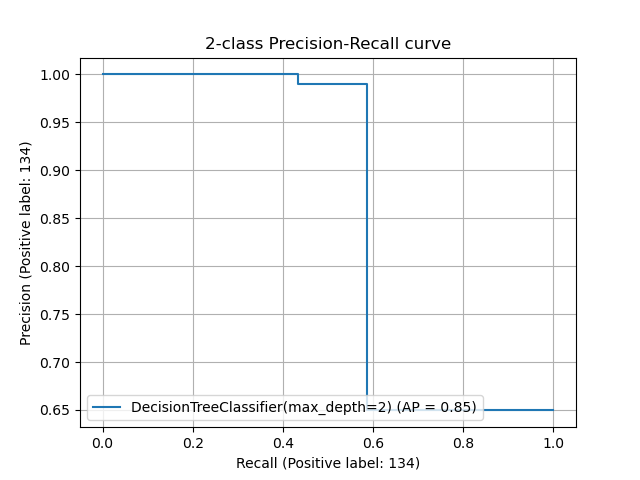 2-class Precision-Recall curve
1.00
0.95
0.90
0.85
0.80
0.75
0.70
0.65
Precision (Positive label: 134)
DecisionTreeClassifier(max_depth=2) (AP = 0.85)
0.0 0.2 0.4 0.6 0.8 1.0
Recall (Positive label: 134)